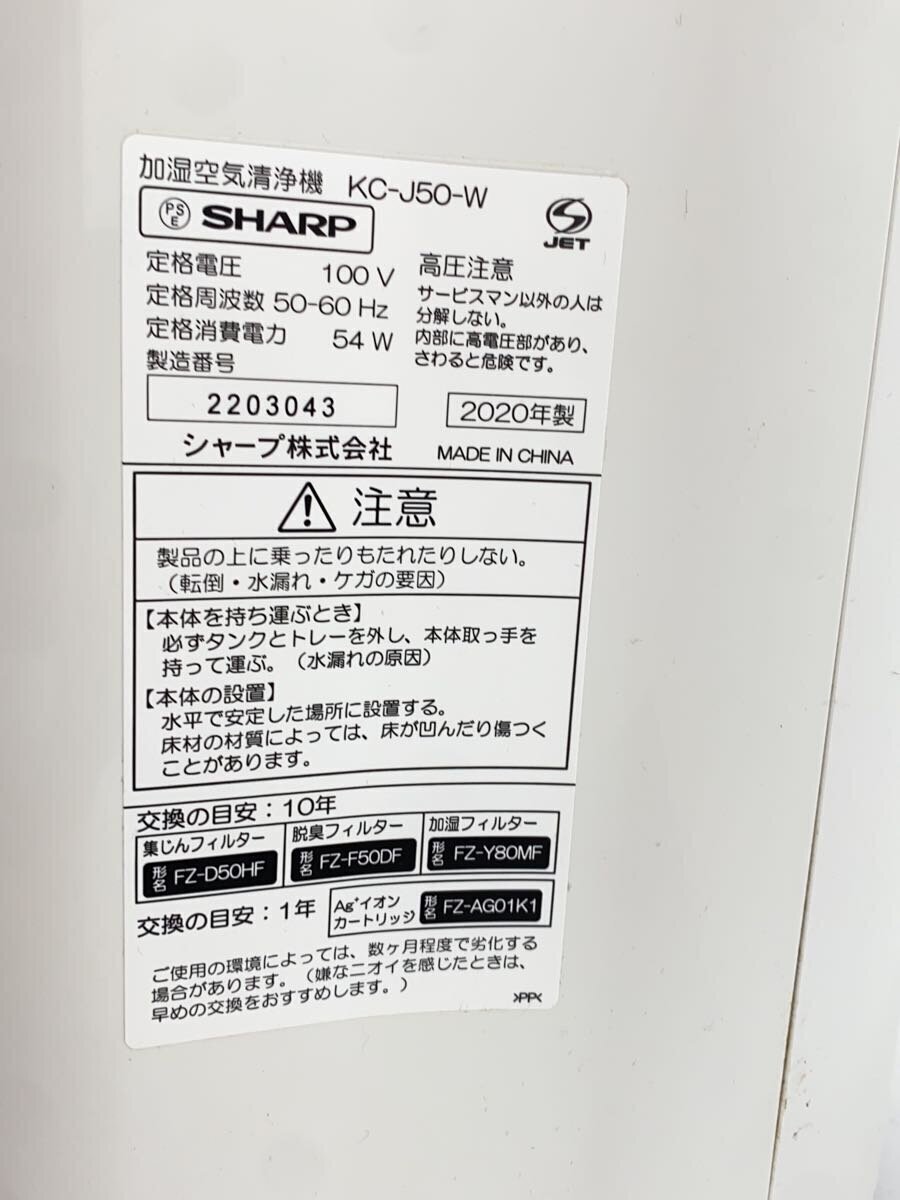 加湿空気清浄機 KC-J50-W
PS E SHARP
JET
定格電圧 100 V
定格周波数 50-60 Hz
定格消費電力 54 W
製造番号
2203043
高圧注意
サービスマン以外の人は
分解しない。
内部に高電圧部があり、
さわると危険です。
2020年製
シャープ株式会社 MADE IN CHINA
注意
製品の上に乗ったりもたれたりしない。
（転倒・水漏れ・ケガの要因）
【本体を持ち運ぶとき】
必ずタンクとトレーを外し、本体取っ手を
持って運ぶ。（水漏れの原因）
【本体の設置】
水平で安定した場所に設置する。
床材の材質によっては、床が凹んだり傷つく
ことがあります。
交換の目安：10年
集じんフィルター
形名 FZ-D50HF
脱臭フィルター
形名 FZ-F50DF
加湿フィルター
形名 FZ-Y80MF
交換の目安：1年
Ag⁺イオン
カートリッジ
形名 FZ-AG01K1
ご使用の環境によっては、数ヶ月程度で劣化する
場合があります。（嫌なニオイを感じたときは、
早めの交換をおすすめします。）
>PP<